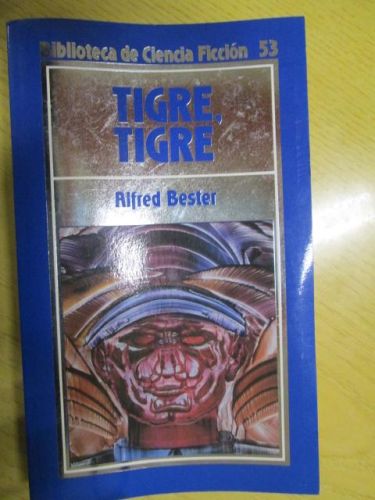 Biblioteca de Ciencia Ficción 53
TIGRE,
TIGRE
Alfred Bester